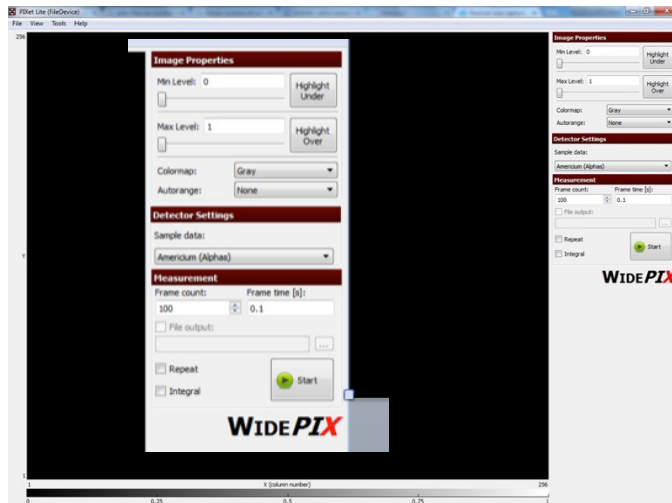 PIXet Lite (FileDevice)
File View Tools Help
256
Y
1
1 X (column number) 256
0 0.25 0.5 0.75 1
Image Properties
Min Level: 0
Highlight Under
Max Level: 1
Highlight Over
Colormap: Gray
Autorange: None
Detector Settings
Sample data:
Americium (Alphas)
Measurement
Frame count: Frame time [s]:
100 0.1
File output:
...
Repeat
Integral
Start
WIDEPIX
Image Properties
Min Level: 0
Highlight Under
Max Level: 1
Highlight Over
Colormap: Gray
Autorange: None
Detector Settings
Sample data:
Americium (Alphas)
Measurement
Frame count: Frame time [s]:
100 0.1
File output:
...
Repeat
Integral
Start
WIDEPIX